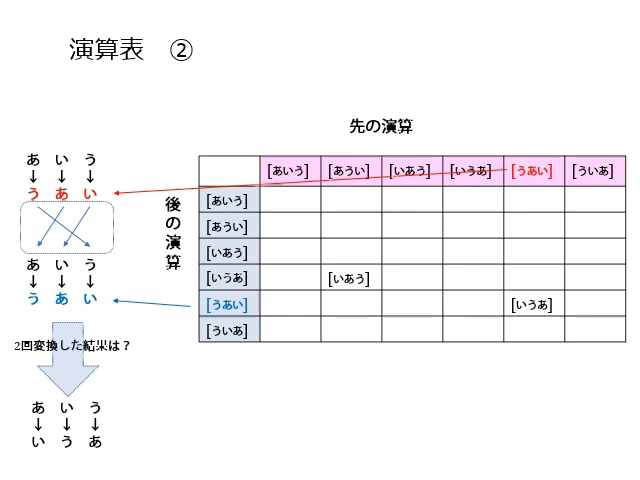 演算表　②
先の演算
後の演算
[あいう] [あうい] [いあう] [いうあ] [うあい] [ういあ]
[あいう]
[あうい]
[いあう]
[いうあ] [いあう]
[うあい] [いうあ]
[ういあ]
あ い う
↓ ↓ ↓
う あ い
あ い う
↓ ↓ ↓
う あ い
2回変換した結果は？
あ い う
↓ ↓ ↓
い う あ